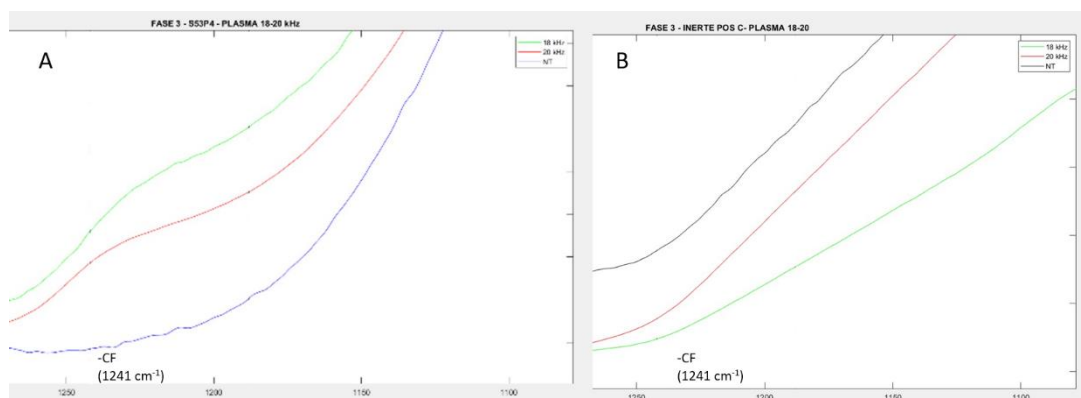 FASE 3 - S53P4 - PLASMA 18-20 kHz
A
18 kHz
20 kHz
NT
-CF
(1241 cm⁻¹)
1250
1200
1150
1100
FASE 3 - INERTE POS C- PLASMA 18-20
B
18 kHz
20 kHz
NT
-CF
(1241 cm⁻¹)
1250
1200
1150
1100